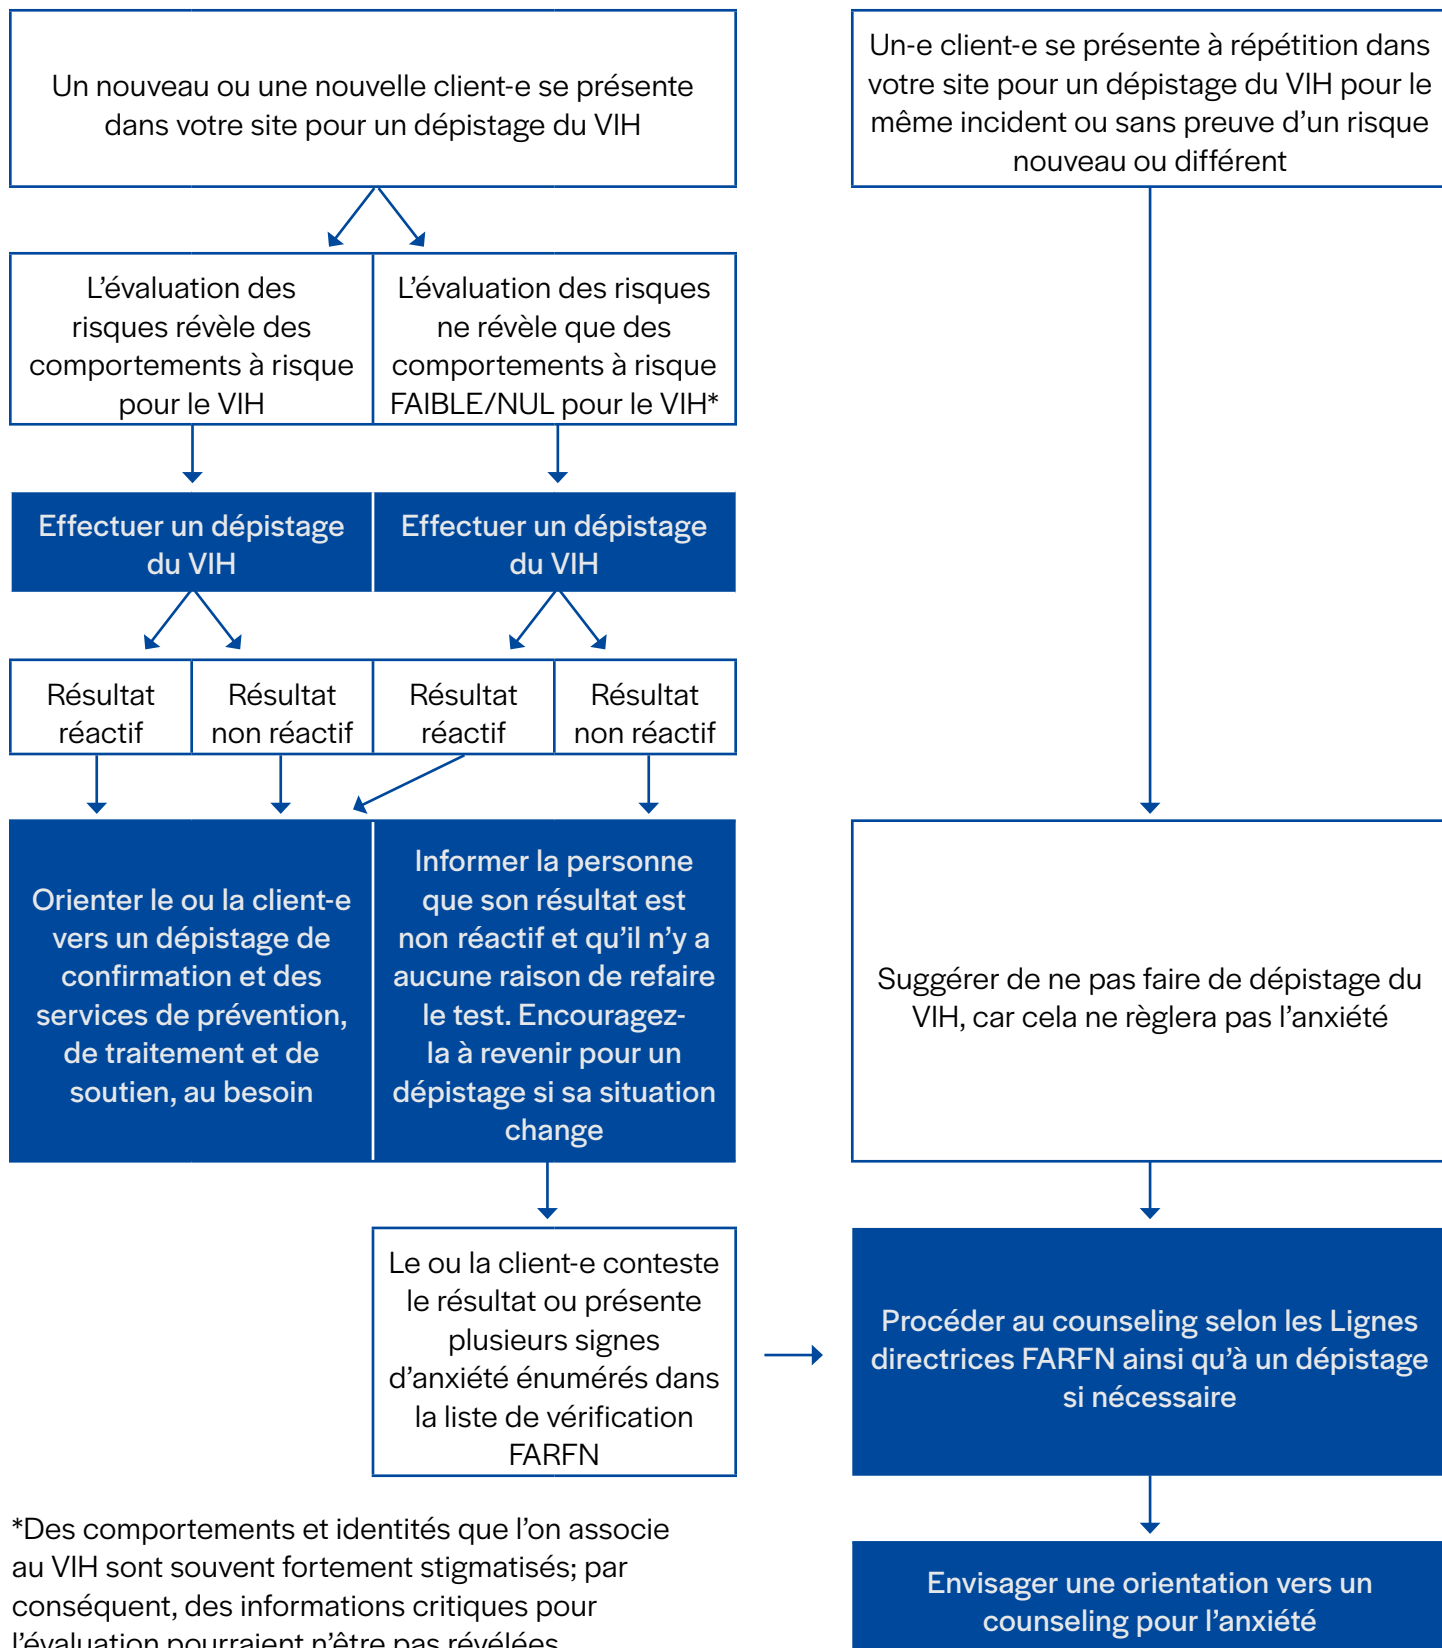 Un nouveau ou une nouvelle client-e se présente
dans votre site pour un dépistage du VIH
Un-e client-e se présente à répétition dans
votre site pour un dépistage du VIH pour le
même incident ou sans preuve d’un risque
nouveau ou différent
L’évaluation des
risques révèle des
comportements à risque
pour le VIH
L’évaluation des risques
ne révèle que des
comportements à risque
FAIBLE/NUL pour le VIH*
Effectuer un dépistage
du VIH
Effectuer un dépistage
du VIH
Résultat
réactif
Résultat
non réactif
Résultat
réactif
Résultat
non réactif
Orienter le ou la client-e
vers un dépistage de
confirmation et des
services de prévention,
de traitement et de
soutien, au besoin
Informer la personne
que son résultat est
non réactif et qu’il n’y a
aucune raison de refaire
le test. Encouragez-
la à revenir pour un
dépistage si sa situation
change
Suggérer de ne pas faire de dépistage du
VIH, car cela ne règlera pas l’anxiété
Le ou la client-e conteste
le résultat ou présente
plusieurs signes
d’anxiété énumérés dans
la liste de vérification
FARFN
Procéder au counseling selon les Lignes
directrices FARFN ainsi qu’à un dépistage
si nécessaire
Envisager une orientation vers un
counseling pour l’anxiété
*Des comportements et identités que l’on associe
au VIH sont souvent fortement stigmatisés; par
conséquent, des informations critiques pour
l’évaluation pourraient n’être pas révélées